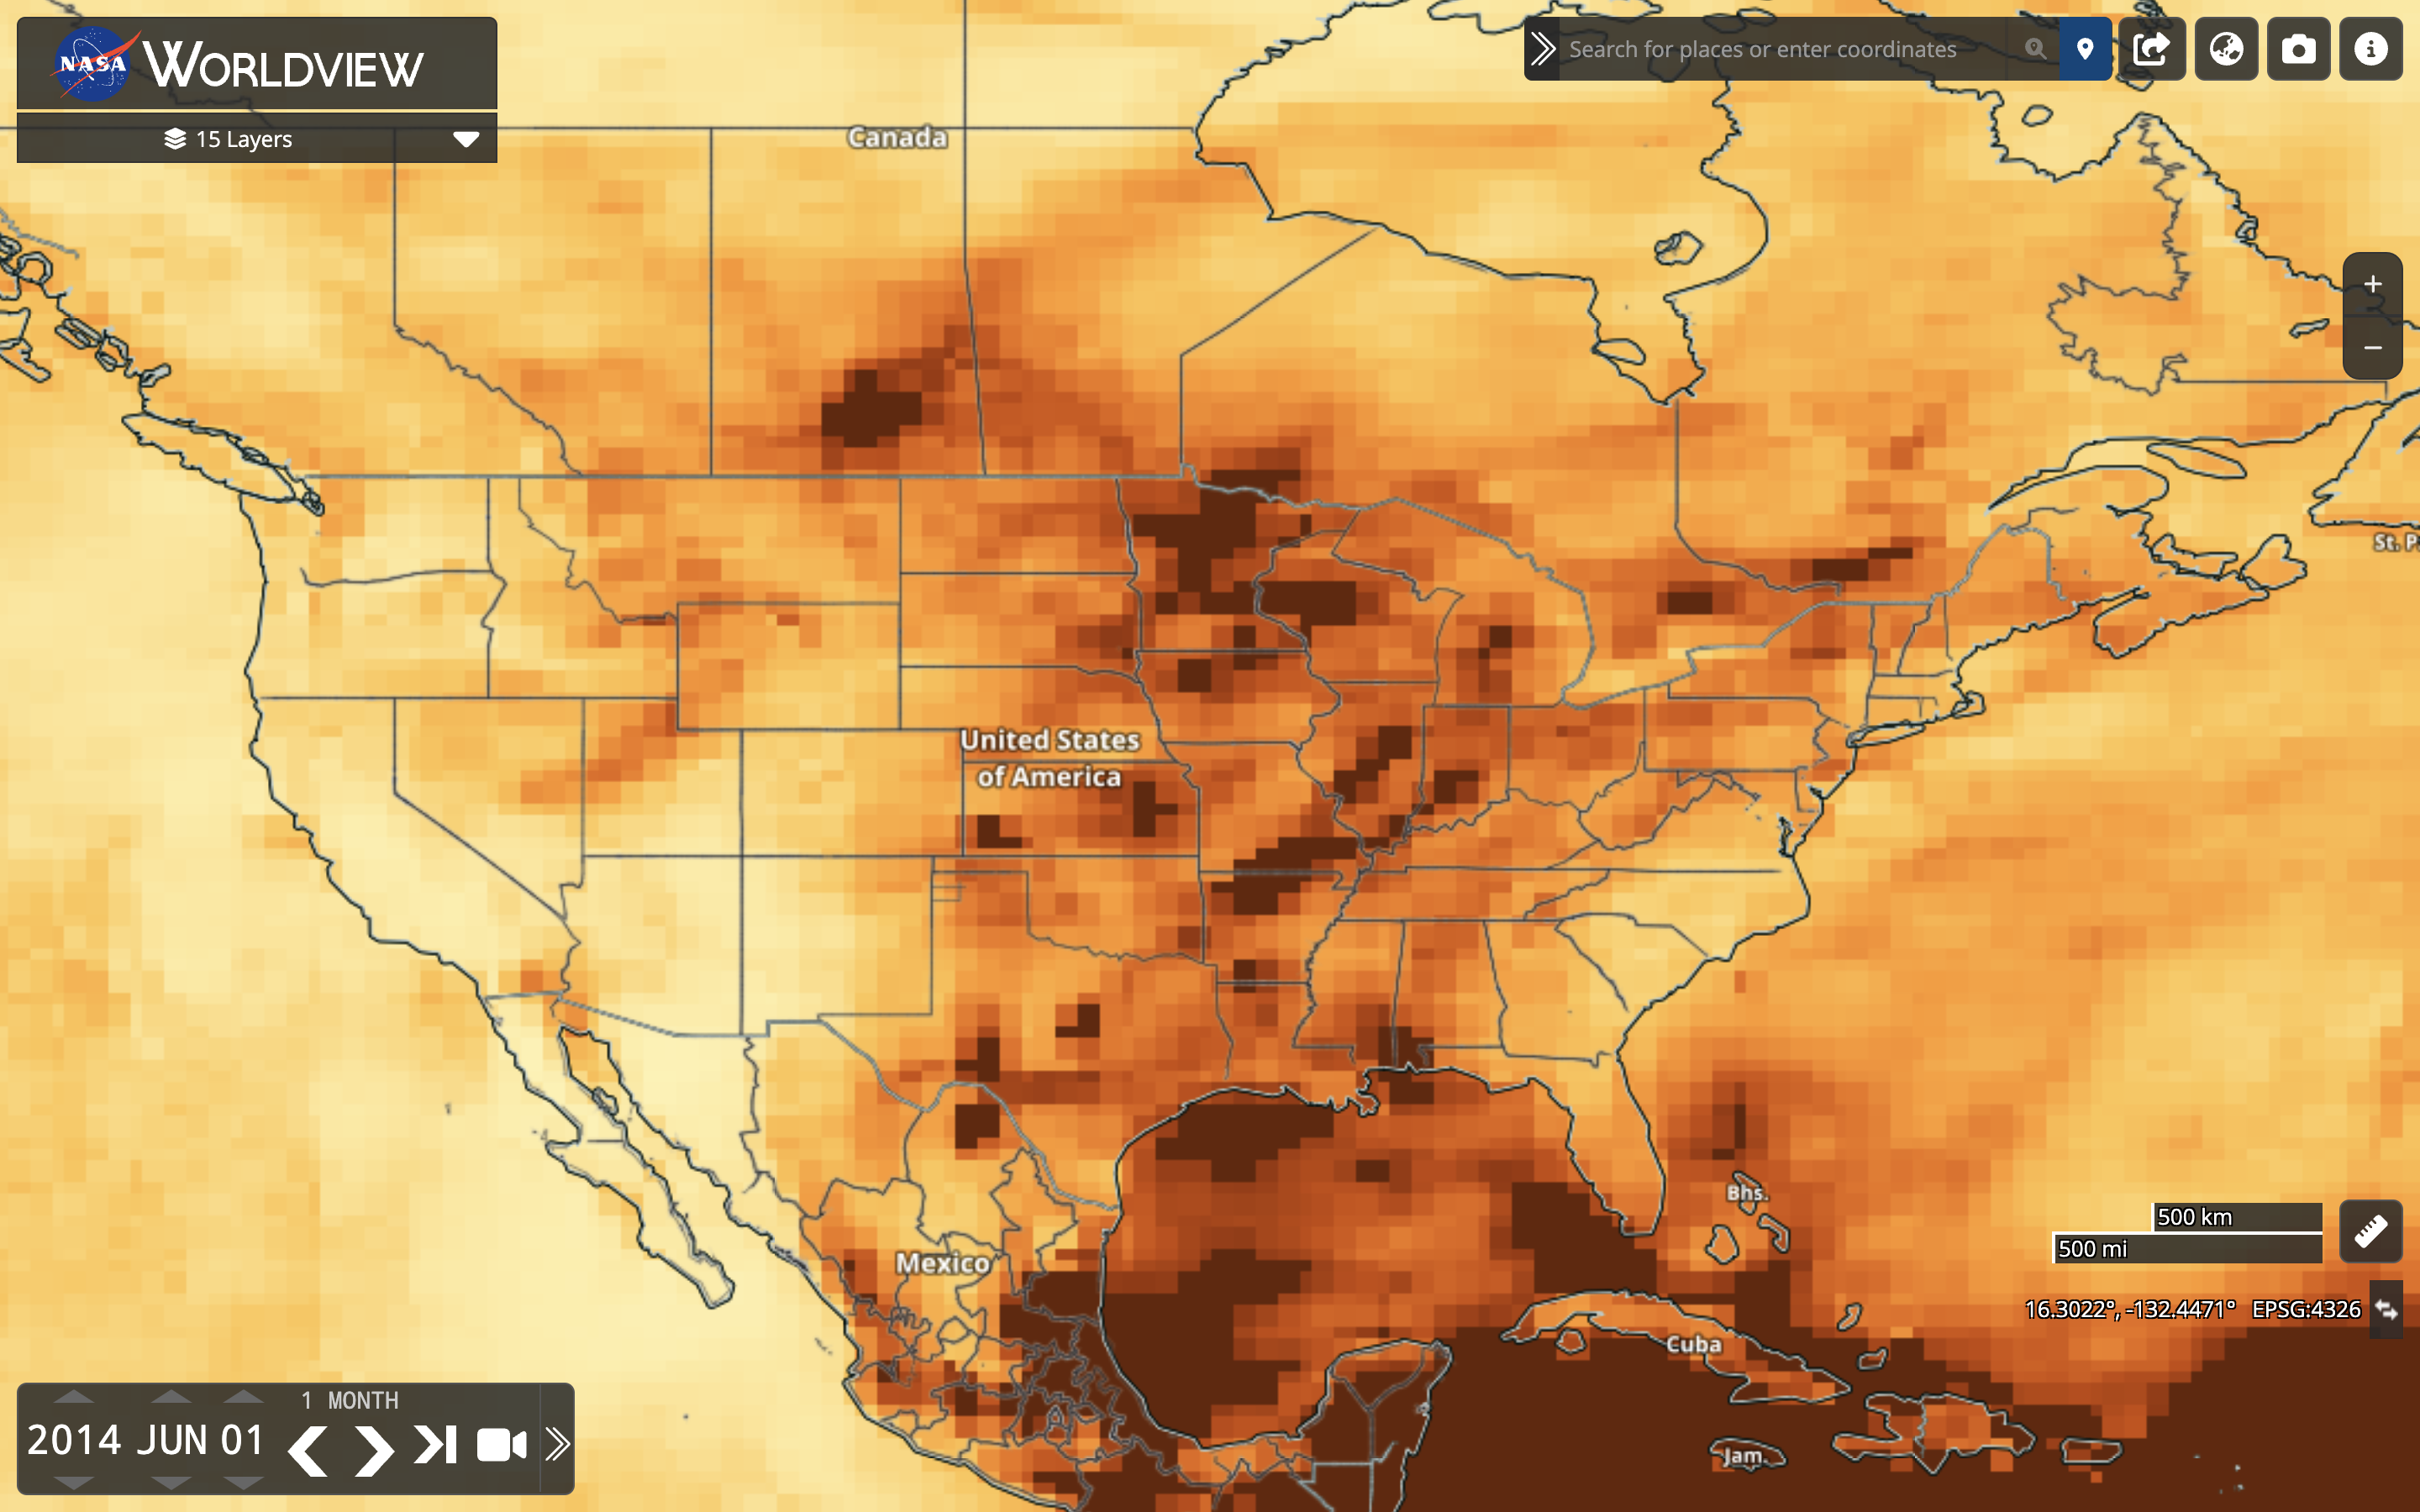 NASA WORLDVIEW
Search for places or enter coordinates
15 Layers
Canada
St. P
United States
of America
Bhs.
500 km
500 mi
Mexico
16.3022°, -132.4471° EPSG:4326
Cuba
Jam.
1 MONTH
2014 JUN 01